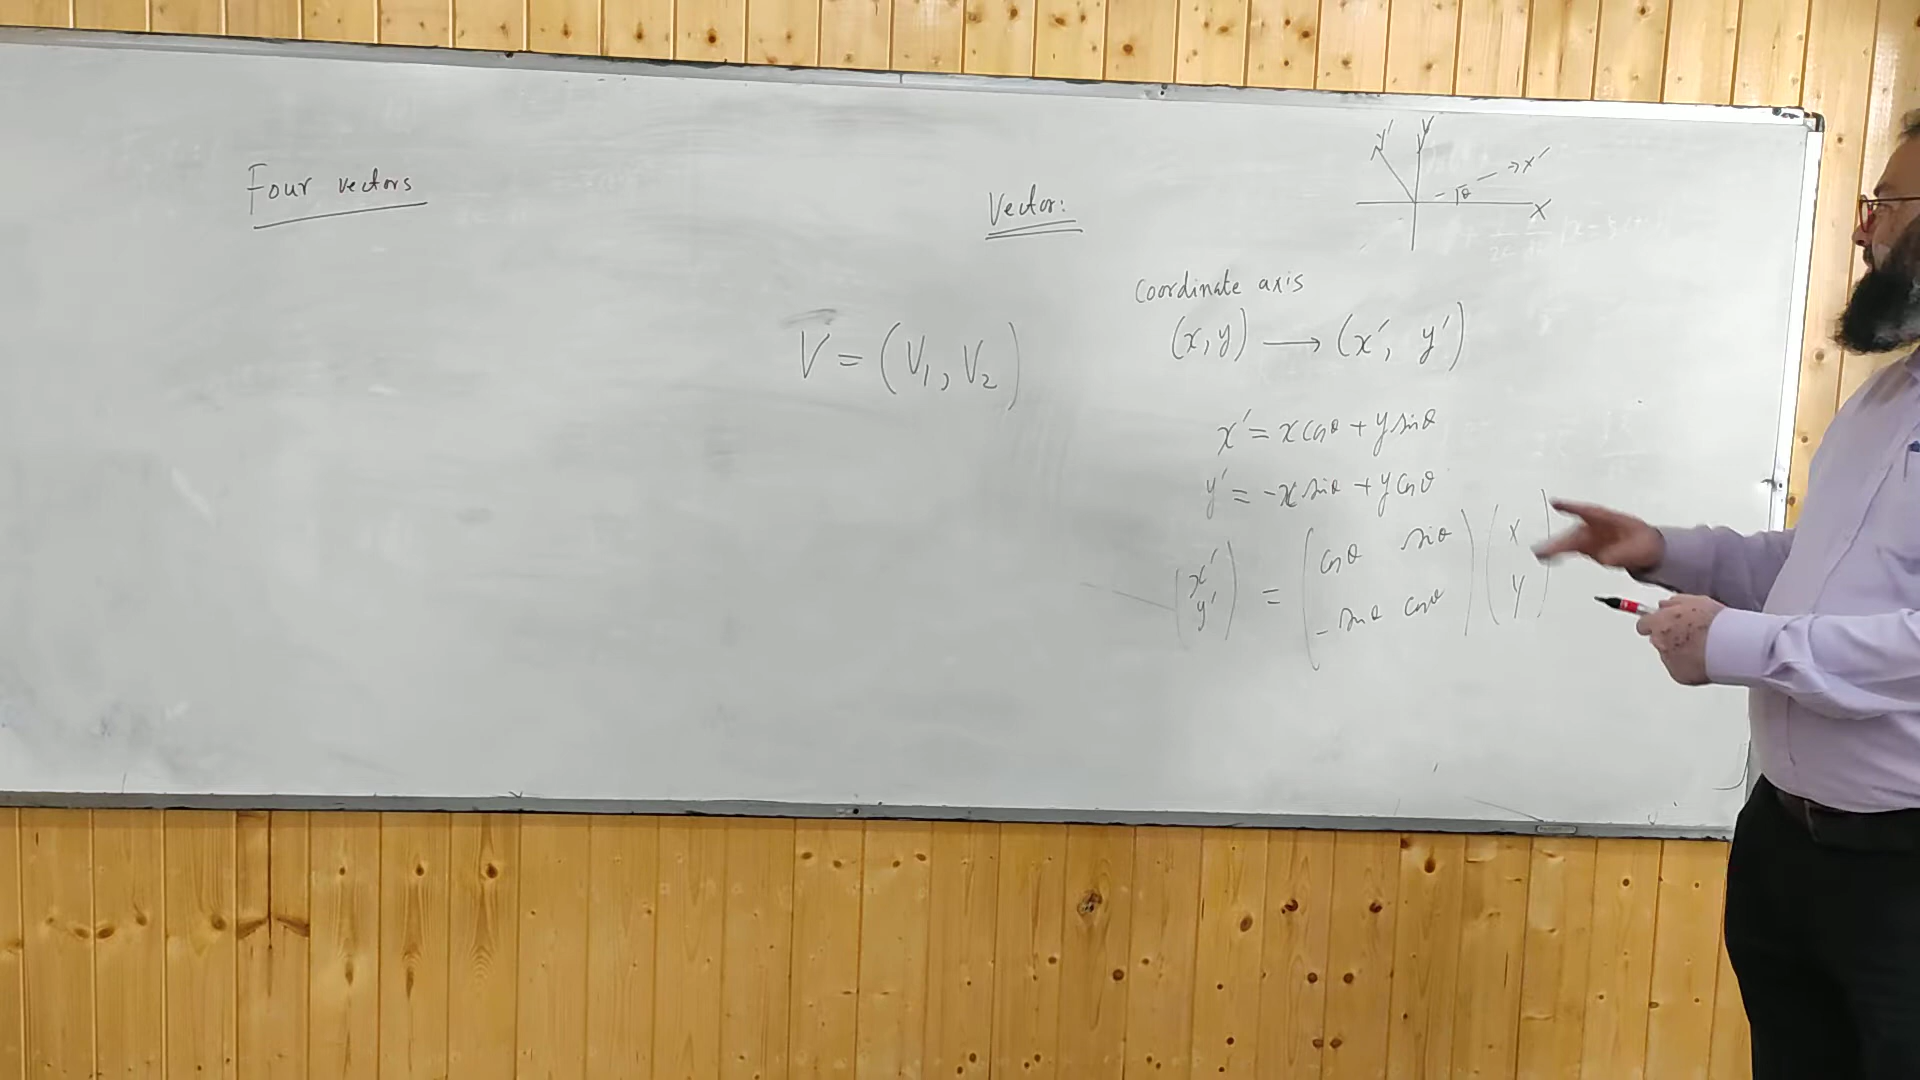 Four vectors
Vector:
y' y
x'
θ
x
Coordinate axis
(x, y) ⟶ (x', y')
V = (V₁, V₂)
x' = x cosθ + y sinθ
y' = -x sinθ + y cosθ
(x' y') = (cosθ sinθ -sinθ cosθ) (x y)